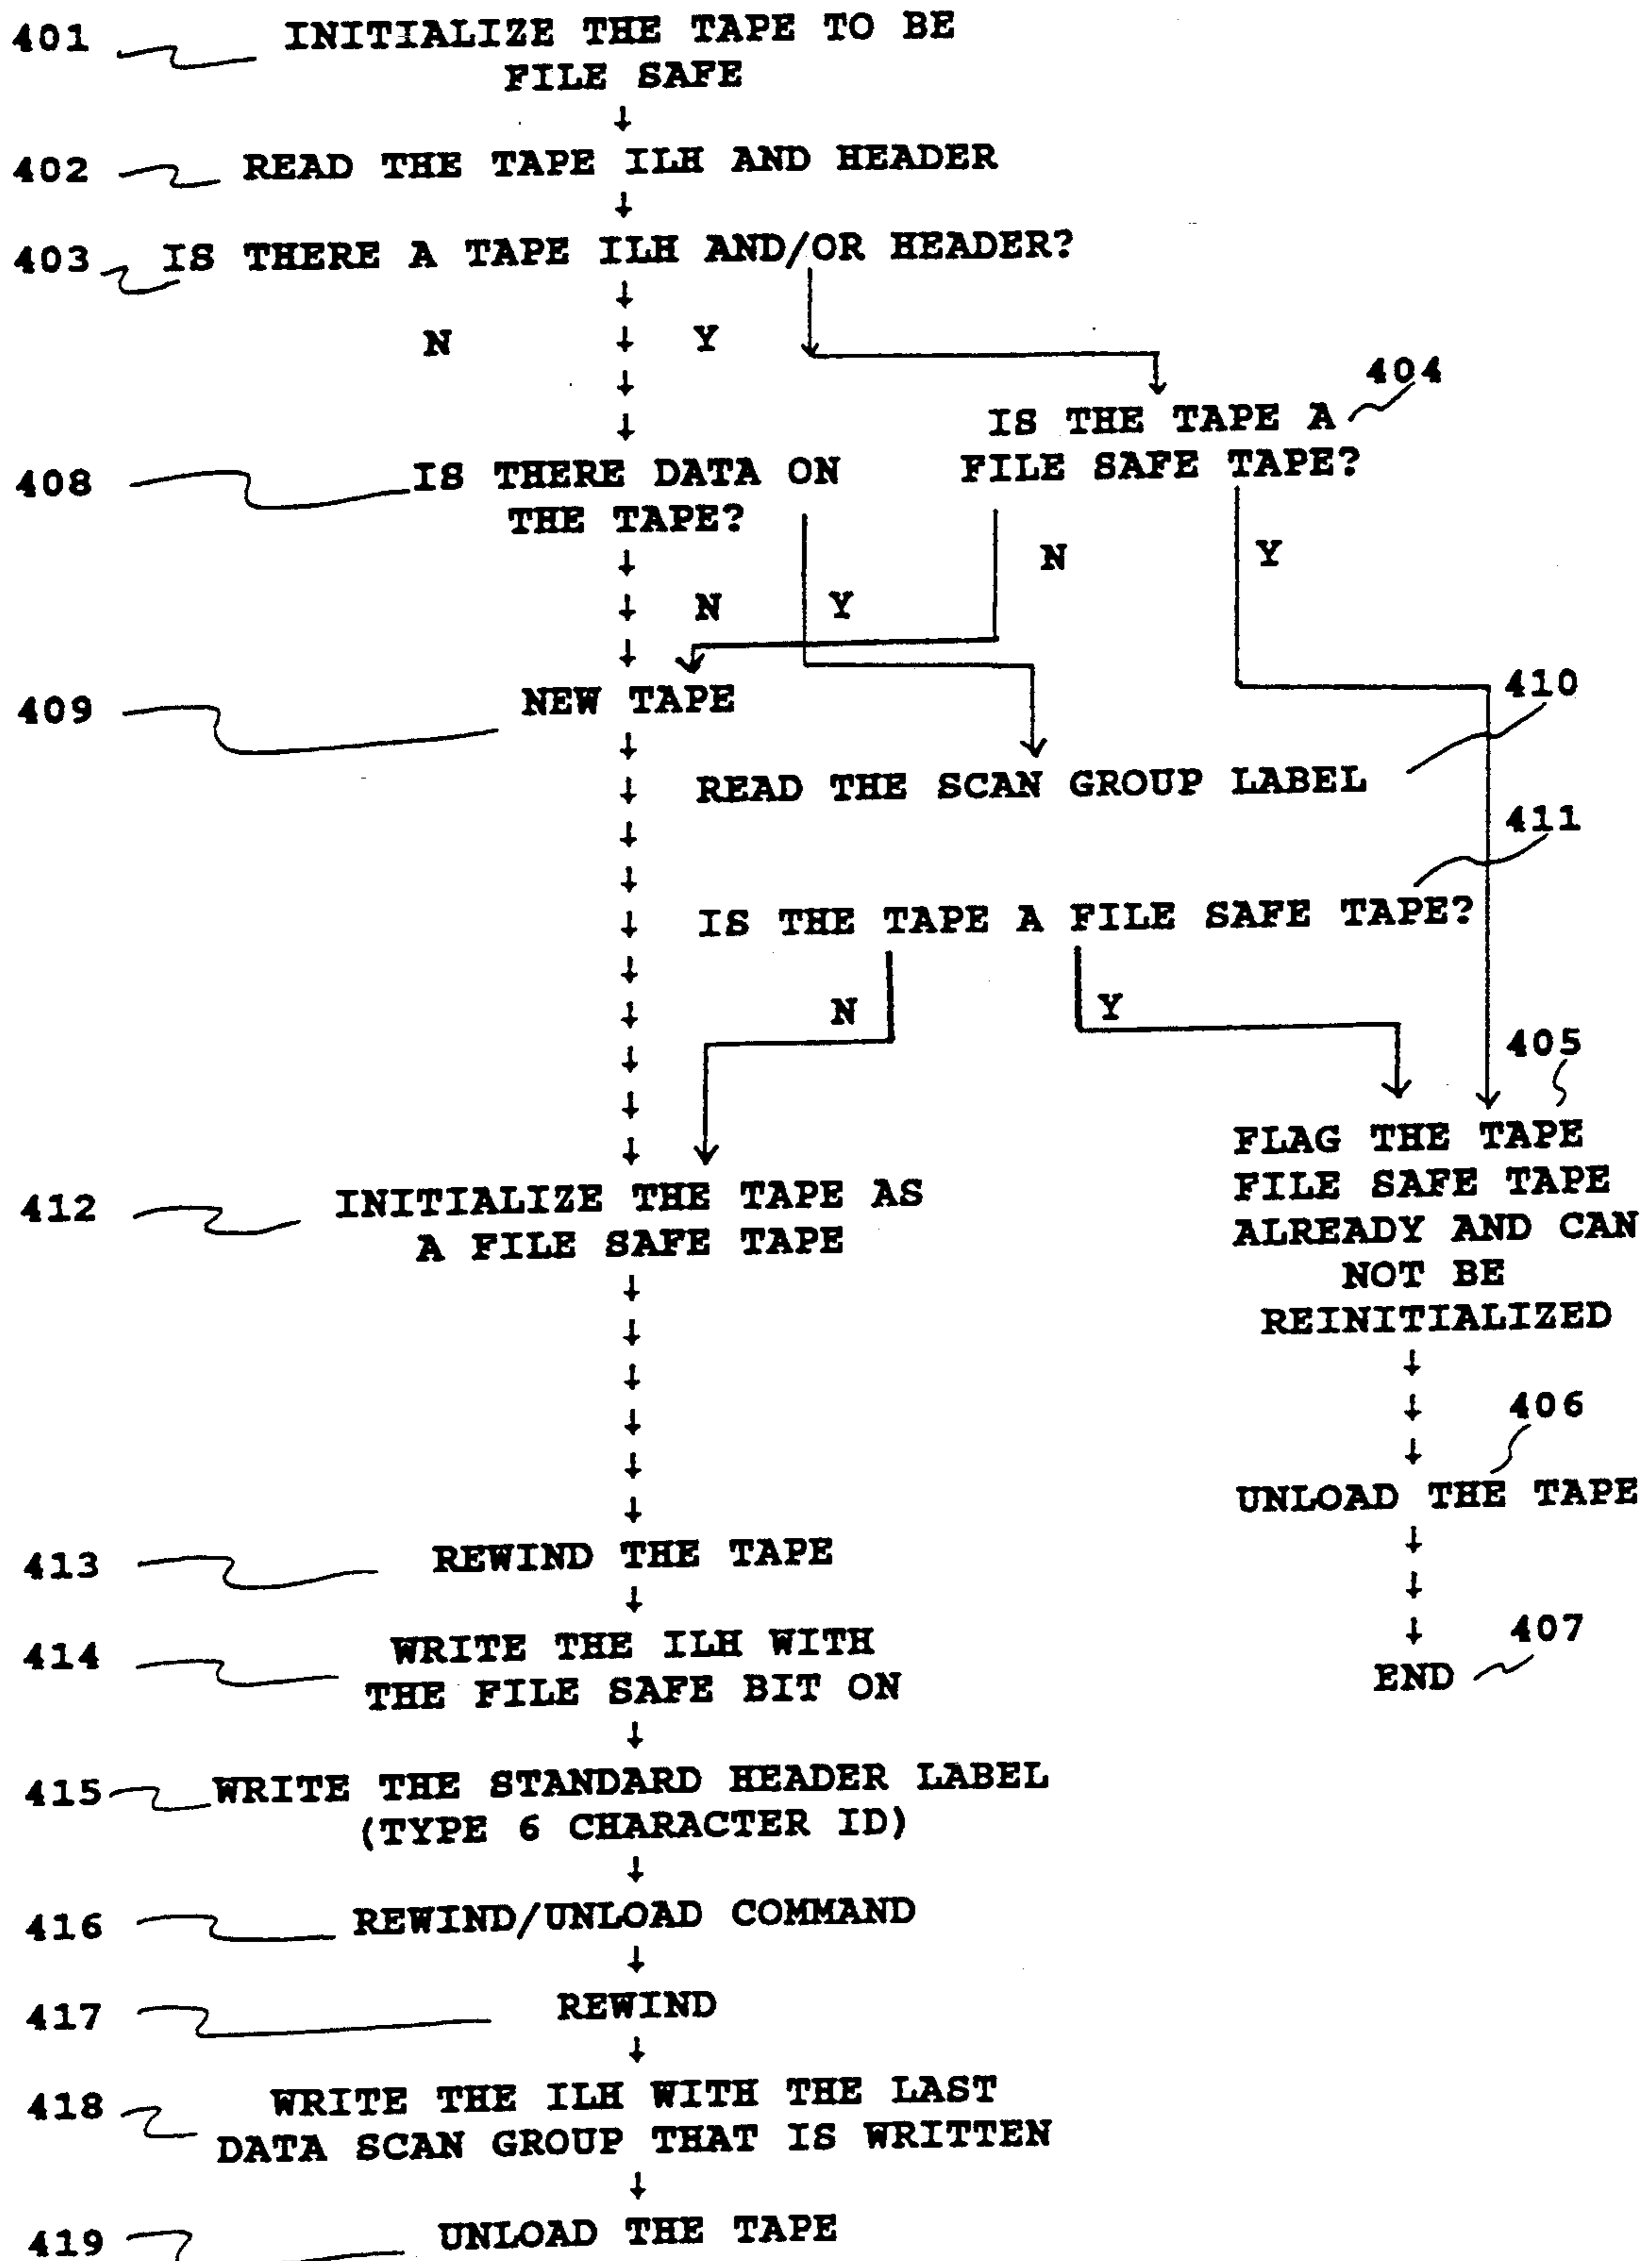 401 INITIALIZE THE TAPE TO BE
FILE SAFE
402 READ THE TAPE ILH AND HEADER
403 IS THERE A TAPE ILH AND/OR HEADER?
N Y
404
IS THE TAPE A
FILE SAFE TAPE?
408 IS THERE DATA ON
THE TAPE?
N Y
N Y
409 NEW TAPE
410
READ THE SCAN GROUP LABEL
411
IS THE TAPE A FILE SAFE TAPE?
N Y
405
FLAG THE TAPE
FILE SAFE TAPE
ALREADY AND CAN
NOT BE
REINITIALIZED
412 INITIALIZE THE TAPE AS
A FILE SAFE TAPE
406
UNLOAD THE TAPE
407
END
413 REWIND THE TAPE
414 WRITE THE ILH WITH
THE FILE SAFE BIT ON
415 WRITE THE STANDARD HEADER LABEL
(TYPE 6 CHARACTER ID)
416 REWIND/UNLOAD COMMAND
417 REWIND
418 WRITE THE ILH WITH THE LAST
DATA SCAN GROUP THAT IS WRITTEN
419 UNLOAD THE TAPE